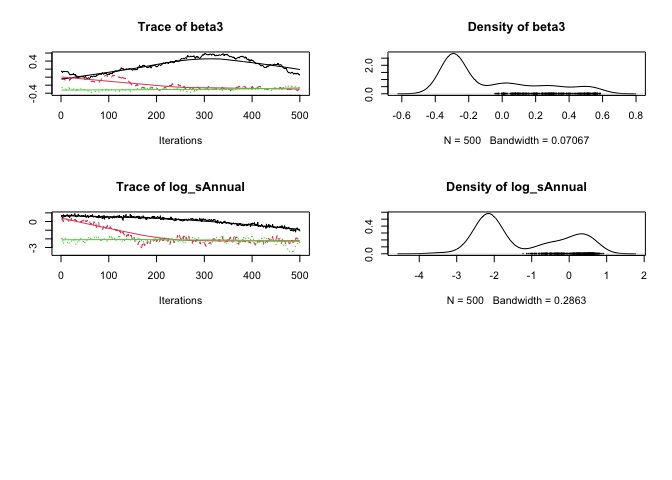 Trace of beta3
0.4
-0.4
0 100 200 300 400 500
Iterations
Density of beta3
2.0
0.0
-0.6 -0.4 -0.2 0.0 0.2 0.4 0.6 0.8
N = 500 Bandwidth = 0.07067
Trace of log_sAnnual
0
-3
0 100 200 300 400 500
Iterations
Density of log_sAnnual
0.4
0.0
-4 -3 -2 -1 0 1 2
N = 500 Bandwidth = 0.2863